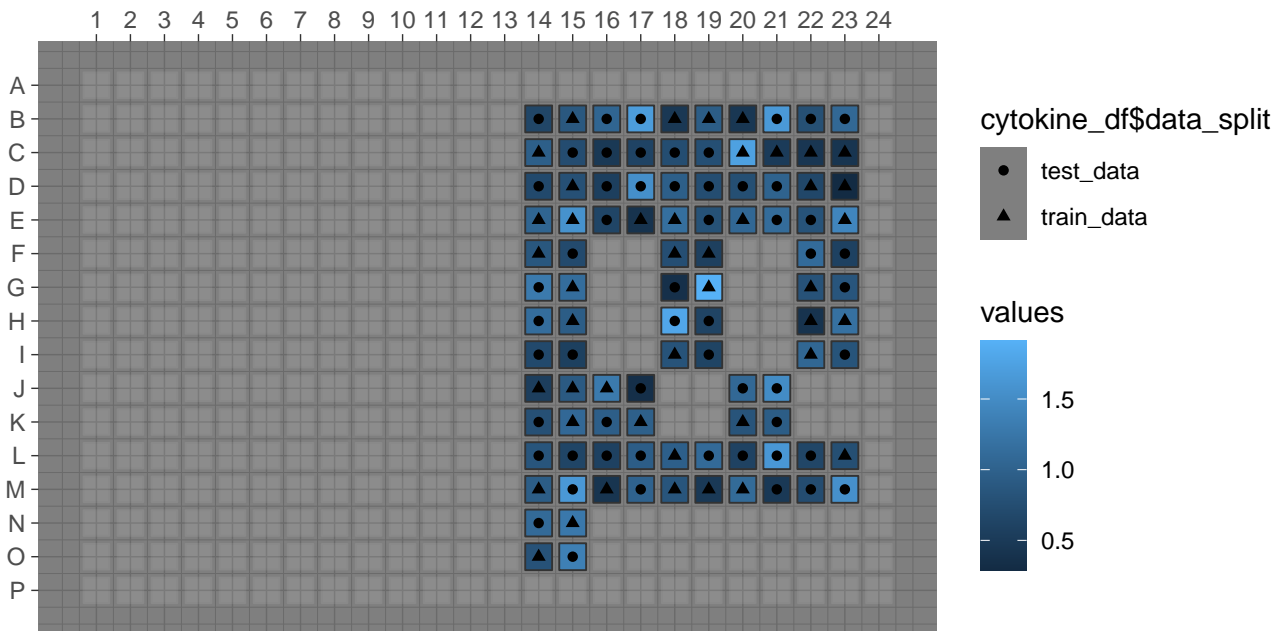 1 2 3 4 5 6 7 8 9 10 11 12 13 14 15 16 17 18 19 20 21 22 23 24
A
B
C
D
E
F
G
H
I
J
K
L
M
N
O
P
cytokine_df$data_split
test_data
train_data
values
1.5
1.0
0.5